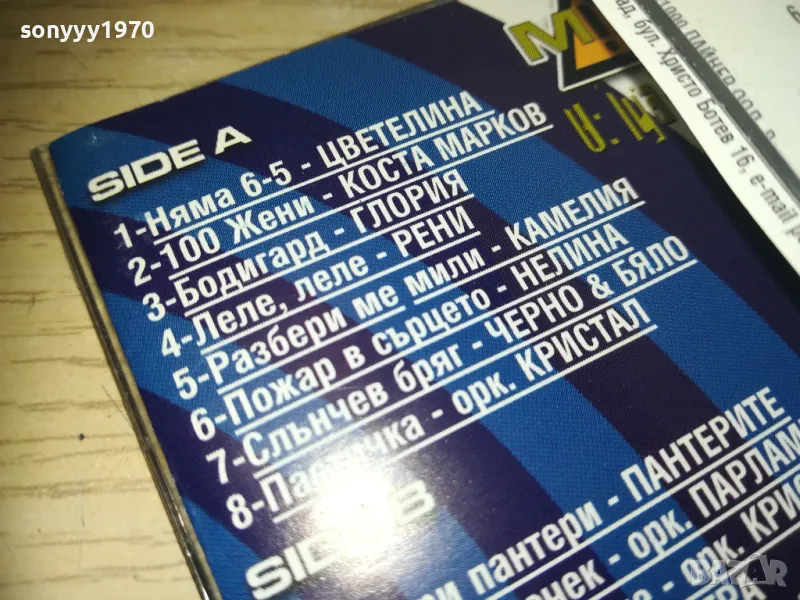 sonyyy1970
SIDE A
1-Няма 6-5 - ЦВЕТЕЛИНА
2-100 Жени - КОСТА МАРКОВ
3-Бодигард - ГЛОРИЯ
4-Леле, леле - РЕНИ
5-Разбери ме мили - КАМЕЛИЯ
6-Пожар в сърцето - НЕЛИНА
7-Слънчев бряг - ЧЕРНО & БЯЛО
8- - орк. КРИСТАЛ
SIDE B
пантери - ПАНТЕРИТЕ
- орк.
- орк.
бул. Христо Ботев 16, e-mail
BAZAR